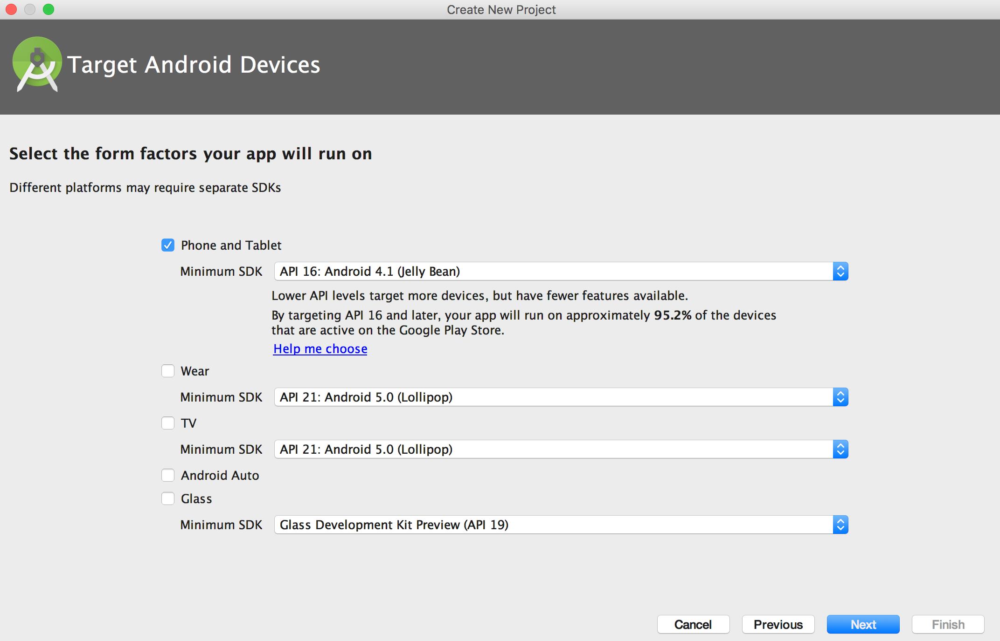 Create New Project
Target Android Devices
Select the form factors your app will run on
Different platforms may require separate SDKs
Phone and Tablet
Minimum SDK API 16: Android 4.1 (Jelly Bean)
Lower API levels target more devices, but have fewer features available.
By targeting API 16 and later, your app will run on approximately 95.2% of the devices
that are active on the Google Play Store.
Help me choose
Wear
Minimum SDK API 21: Android 5.0 (Lollipop)
TV
Minimum SDK API 21: Android 5.0 (Lollipop)
Android Auto
Glass
Minimum SDK Glass Development Kit Preview (API 19)
Cancel Previous Next Finish